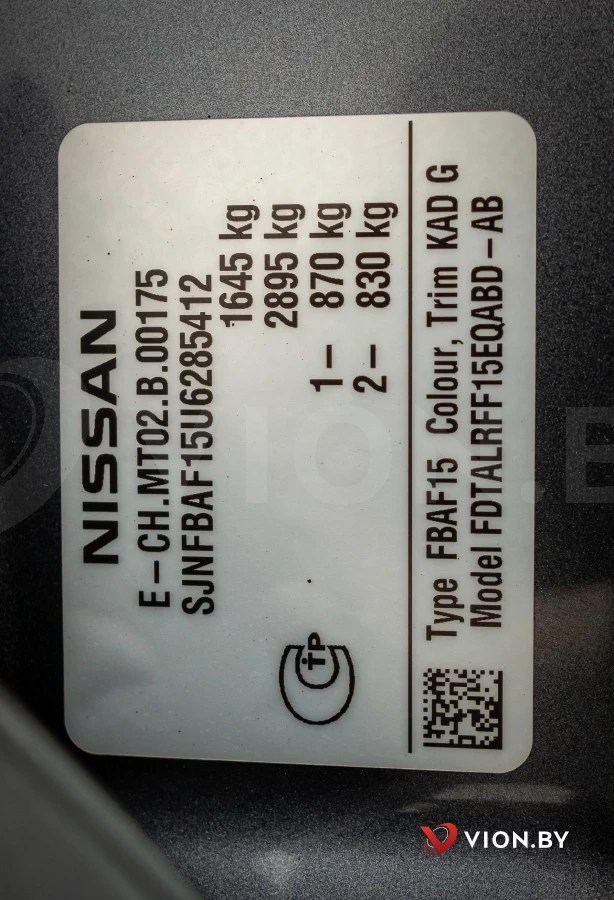 NISSAN
E-CH.MT02.B.00175
SJNFBAF15U6285412
1645 kg
2895 kg
1- 870 kg
2- 830 kg
Type FBAF15 Colour, Trim KAD G
Model FDTALRFF15EQABD-AB
VION.BY
VION.B